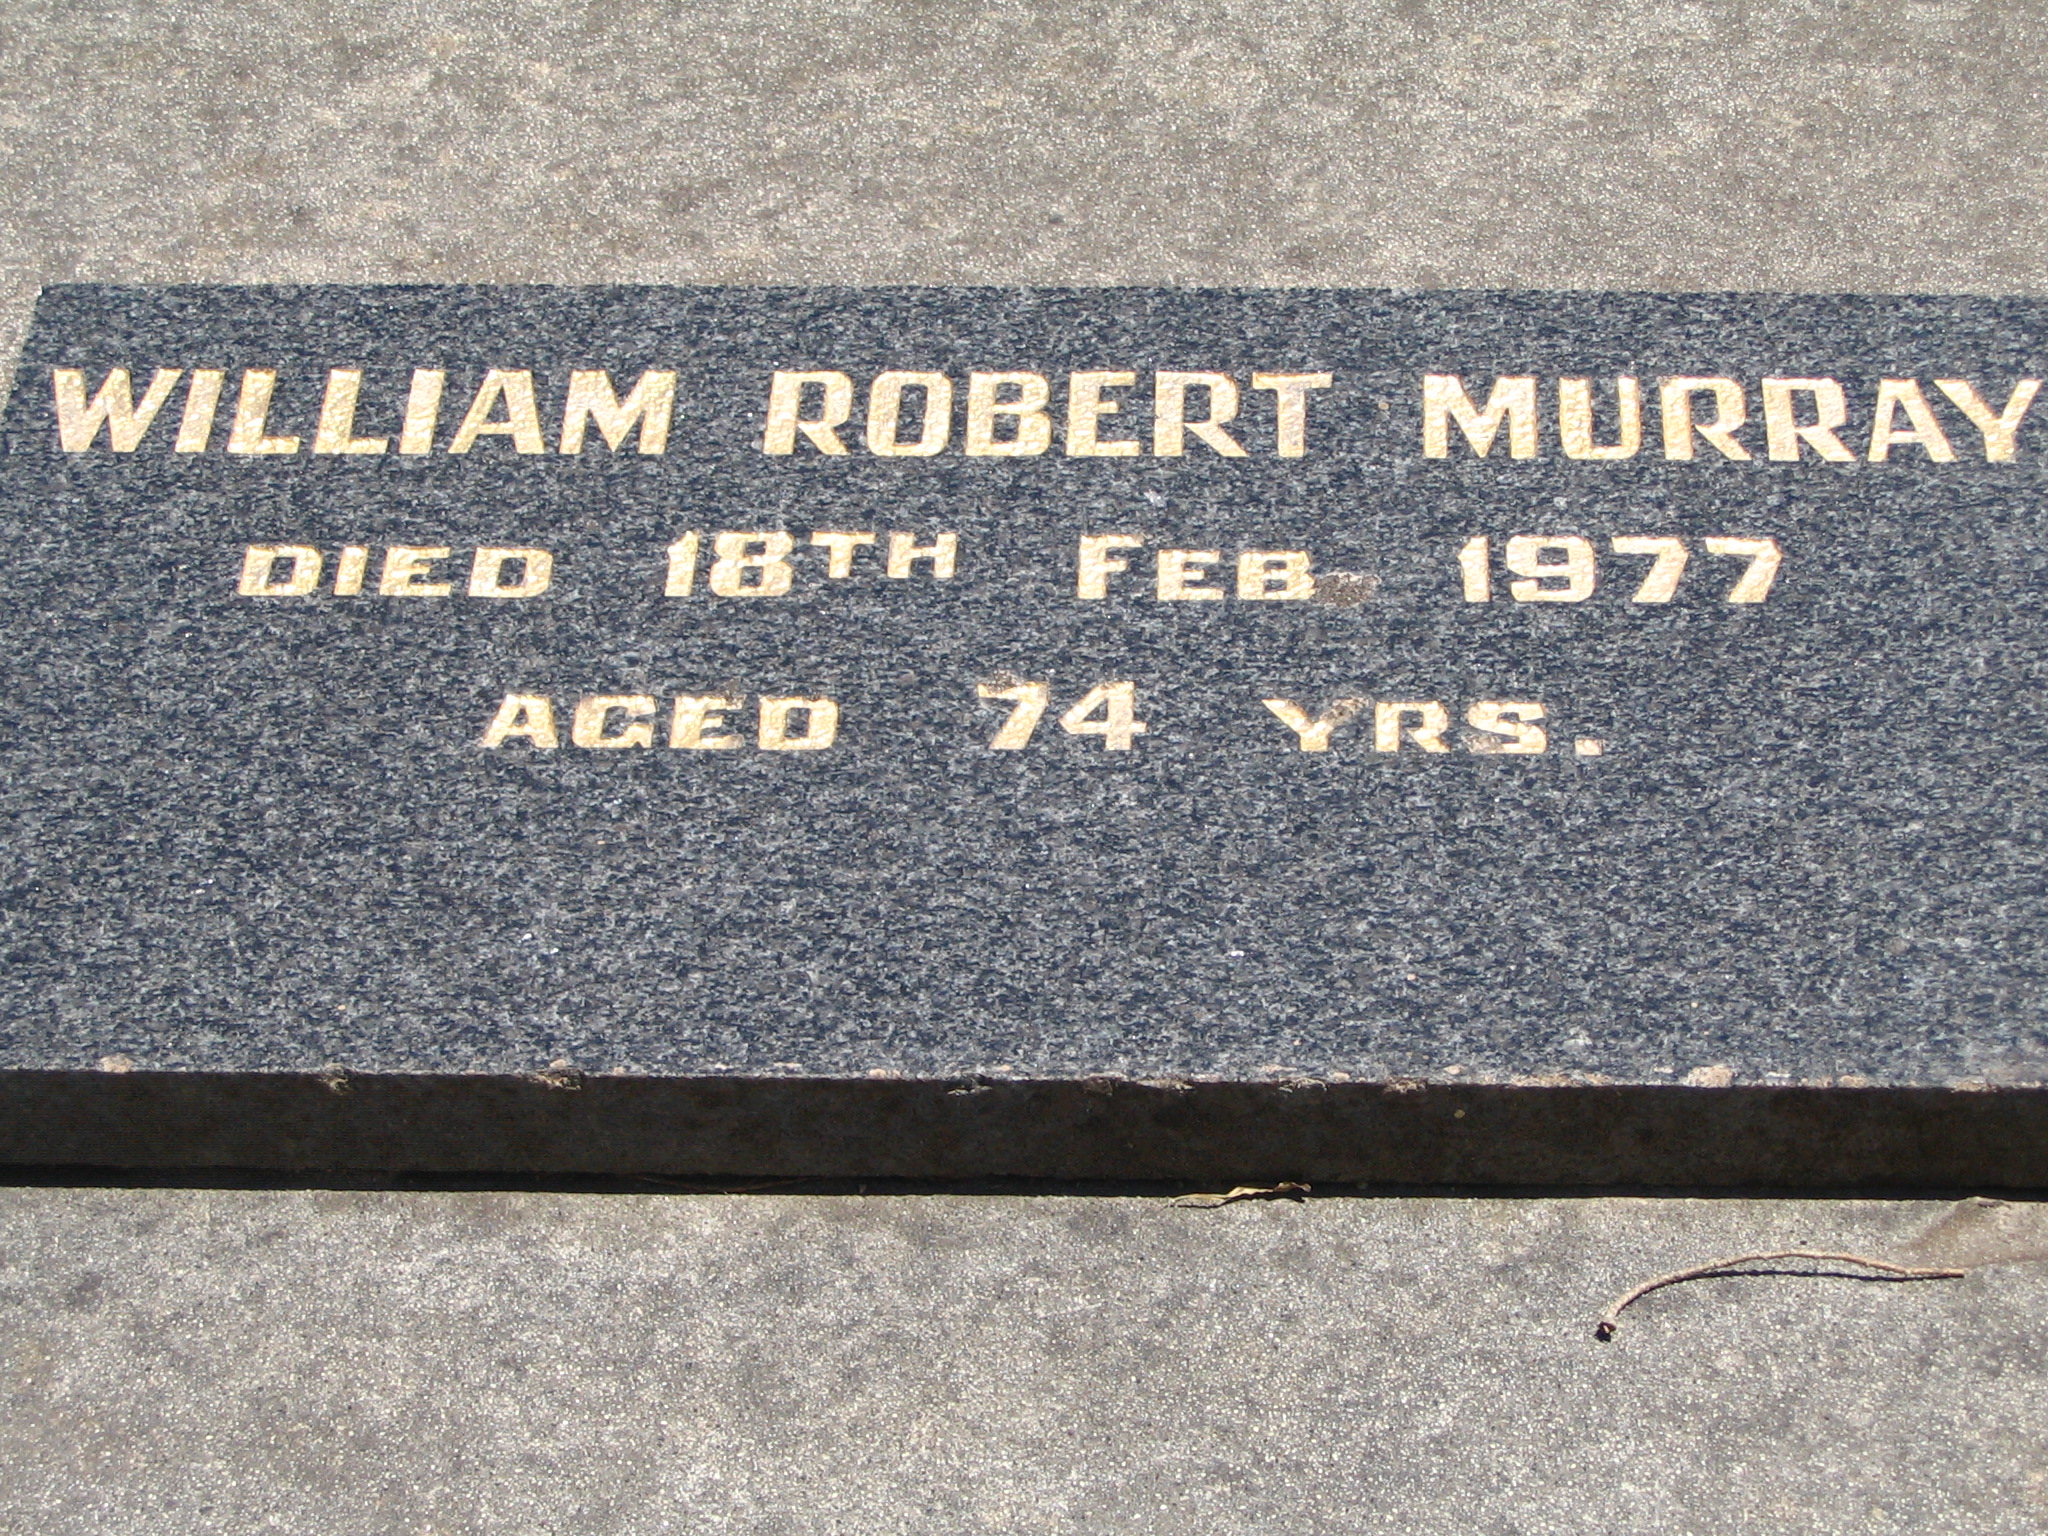 WILLIAM ROBERT MURRAY
DIED 18TH FEB 1977
AGED 74 YRS.